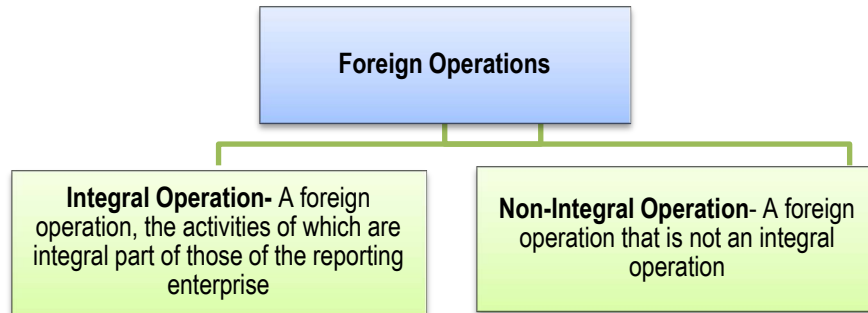 Foreign Operations
Integral Operation- A foreign
operation, the activities of which are
integral part of those of the reporting
enterprise
Non-Integral Operation- A foreign
operation that is not an integral
operation